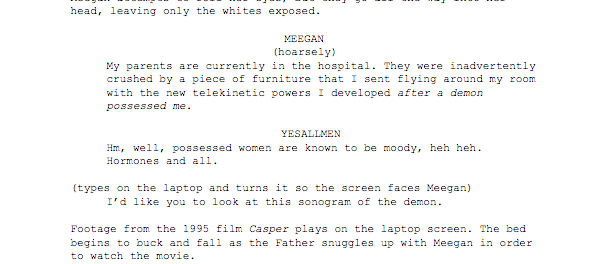 head, leaving only the whites exposed.
MEEGAN
(hoarsely)
My parents are currently in the hospital. They were inadvertently
crushed by a piece of furniture that I sent flying around my room
with the new telekinetic powers I developed after a demon
possessed me.
YESALLMEN
Hm, well, possessed women are known to be moody, heh heh.
Hormones and all.
(types on the laptop and turns it so the screen faces Meegan)
I'd like you to look at this sonogram of the demon.
Footage from the 1995 film Casper plays on the laptop screen. The bed
begins to buck and fall as the Father snuggles up with Meegan in order
to watch the movie.